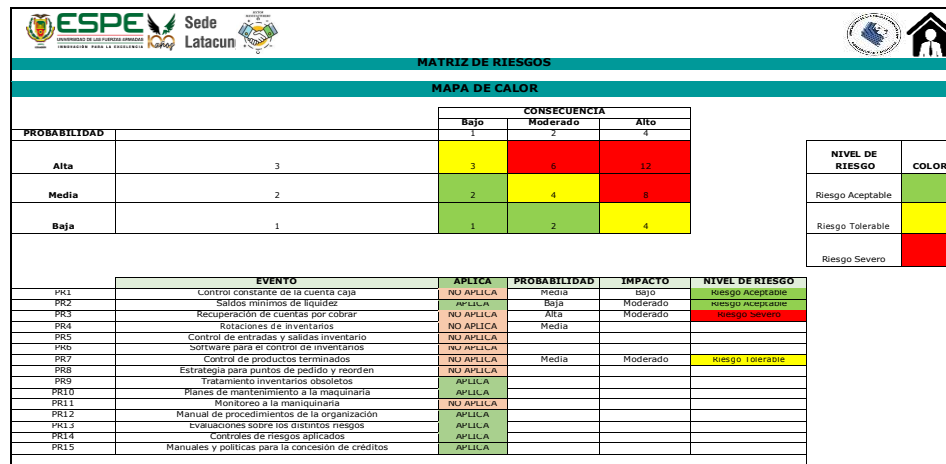 ESPE
UNIVERSIDAD DE LAS FUERZAS ARMADAS
INNOVACIÓN PARA LA EXCELENCIA
100 años
Sede
Latacun
MATRIZ DE RIESGOS
MAPA DE CALOR
CONSECUENCIA
Bajo Moderado Alto
PROBABILIDAD 1 2 4
Alta 3 3 6 12
Media 2 2 4 8
Baja 1 1 2 4
NIVEL DE RIESGO COLOR
Riesgo Aceptable
Riesgo Tolerable
Riesgo Severo
EVENTO APLICA PROBABILIDAD IMPACTO NIVEL DE RIESGO
PR1 Control constante de la cuenta caja NO APLICA Media Bajo Riesgo Aceptable
PR2 Saldos minimos de liquidez APLICA Baja Moderado Riesgo Aceptable
PR3 Recuperación de cuentas por cobrar NO APLICA Alta Moderado Riesgo Severo
PR4 Rotaciones de inventarios NO APLICA Media
PR5 Control de entradas y salidas inventario NO APLICA
PR6 Software para el control de inventarios NO APLICA
PR7 Control de productos terminados NO APLICA Media Moderado Riesgo Tolerable
PR8 Estrategia para puntos de pedido y reorden NO APLICA
PR9 Tratamiento inventarios obsoletos APLICA
PR10 Planes de mantenimiento a la maquinaria APLICA
PR11 Monitoreo a la maniquinaria NO APLICA
PR12 Manual de procedimientos de la organización APLICA
PR13 Evaluaciones sobre los distintos riesgos APLICA
PR14 Controles de riesgos aplicados APLICA
PR15 Manuales y políticas para la concesión de créditos APLICA